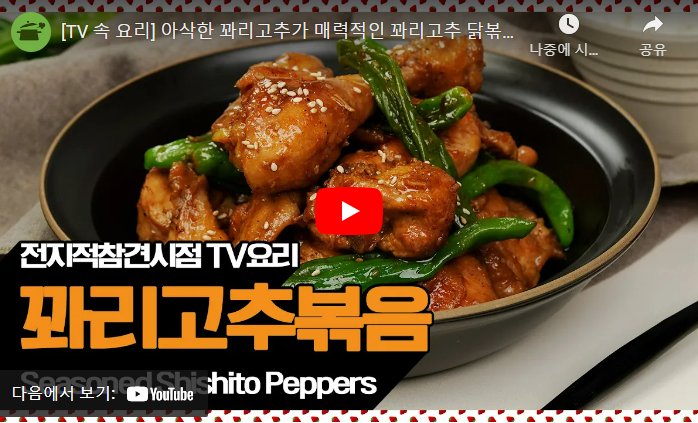 [TV 속 요리] 아삭한 꽈리고추가 매력적인 꽈리고추 닭볶...
나중에 시...
공유
전지적참견시점 TV요리
꽈리고추볶음
Seasoned Shishito Peppers
다음에서 보기: YouTube